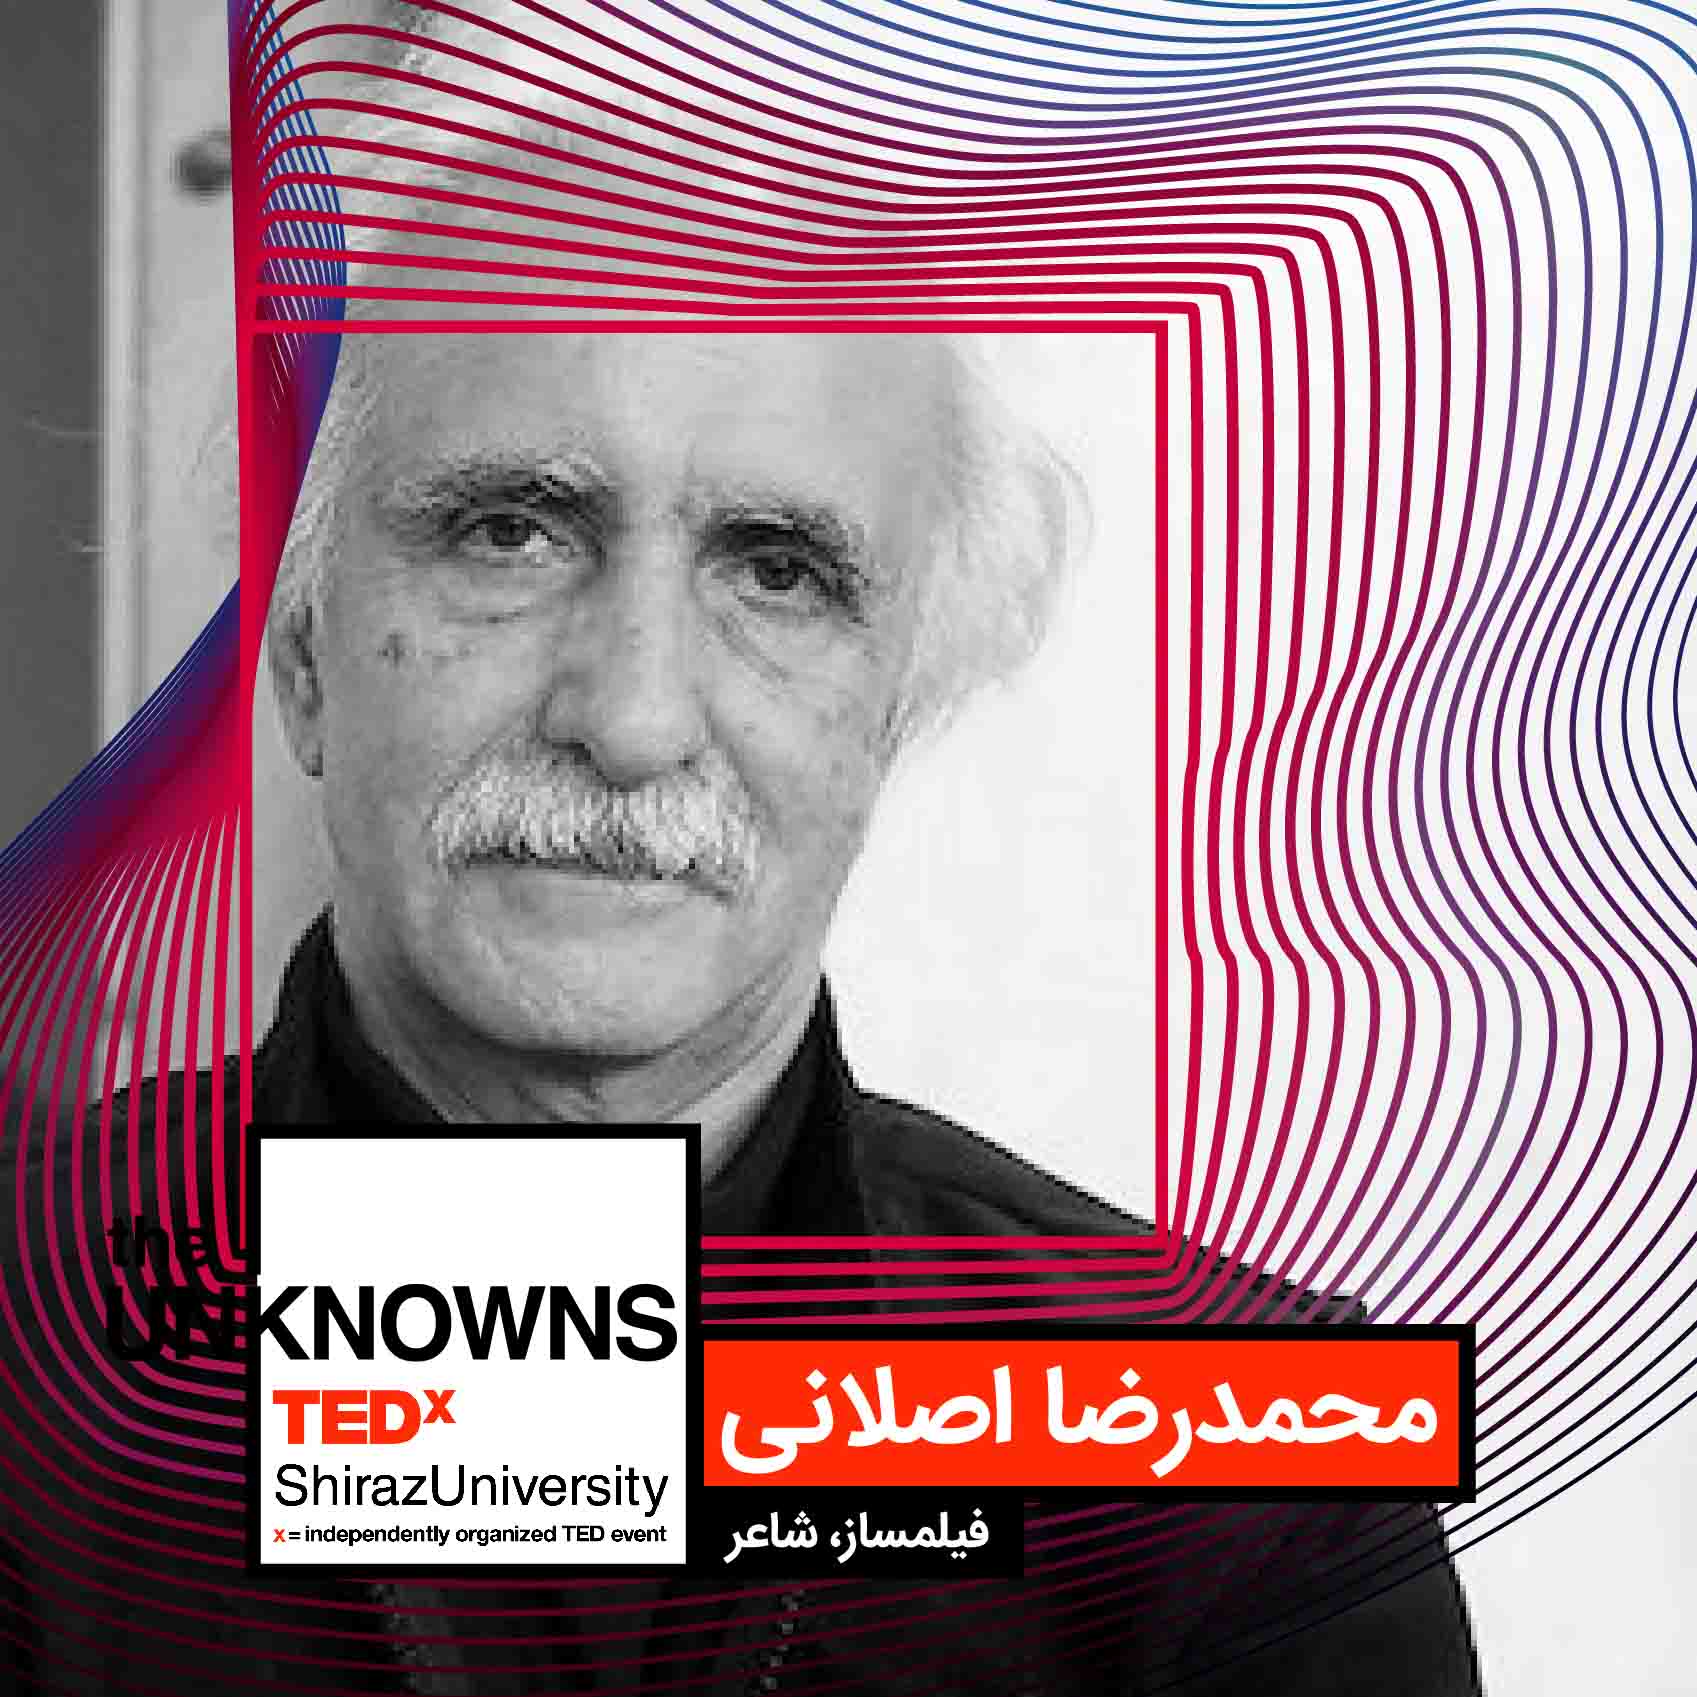 the
UNKNOWNS
TEDx
ShirazUniversity
x = independently organized TED event
محمدرضا اصلانی
فیلمساز، شاعر